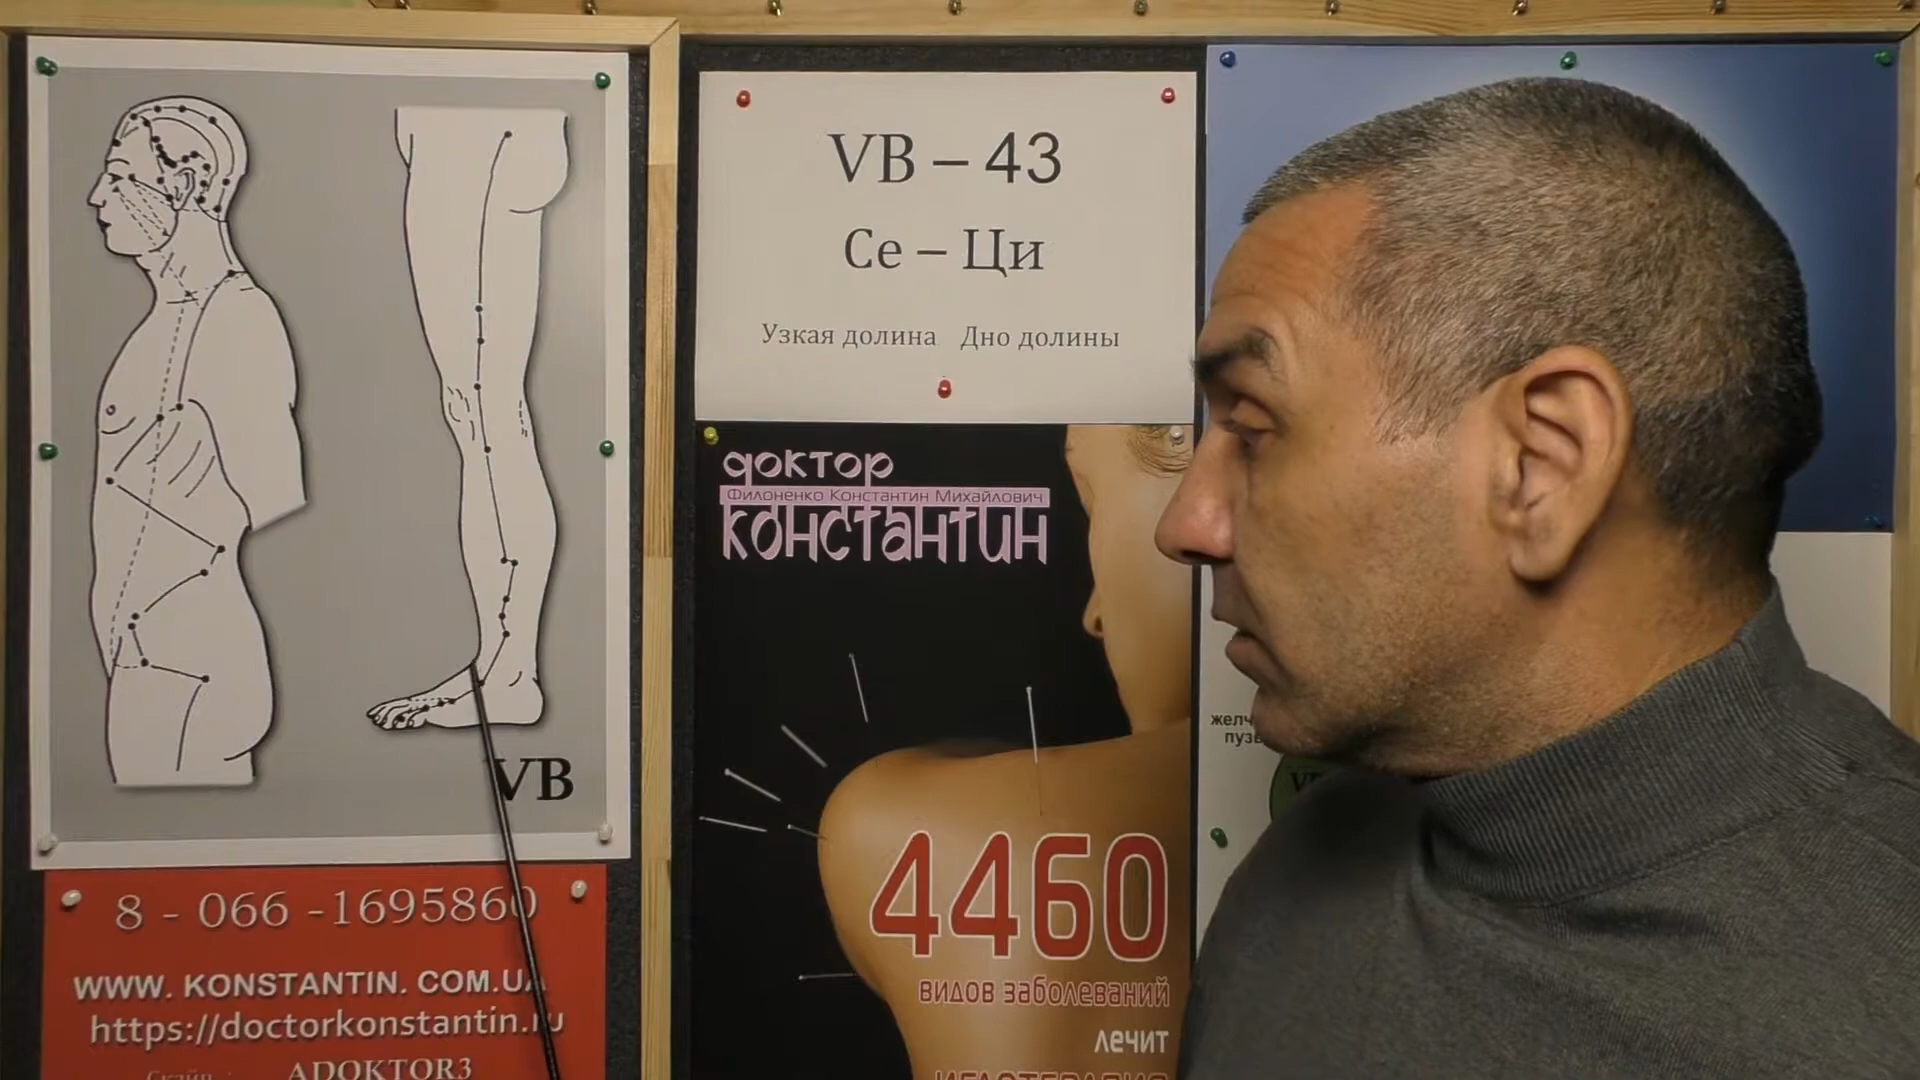 VB
8 - 066 -1695860
WWW. KONSTANTIN. COM.UA
https://doctorkonstantin.ru
Скайп : ADOKTOR3
VB – 43
Се – Ци
Узкая долина Дно долины
доктор
Филоненко Константин Михайлович
константин
4460
видов заболеваний
лечит